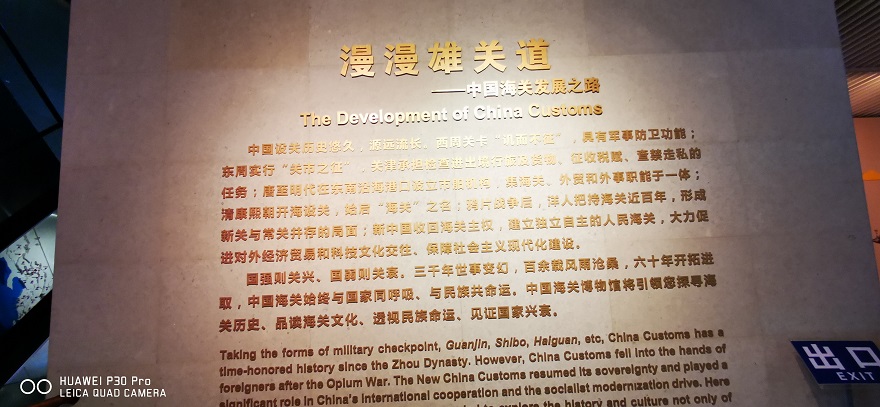 漫漫雄关道
——中国海关发展之路
The Development of China Customs
中国设关历史悠久，源远流长。西周关卡“讥而不征”，具有军事防卫功能；
东周实行“关市之征”，关津承担检查进出境行旅及货物、征收税赋、查禁走私的
任务；唐至明代在东南沿海港口设立市舶机构，集海关、外贸和外事职能于一体；
清康熙朝开海设关，始启“海关”之名；鸦片战争后，洋人把持海关近百年，形成
新关与常关并存的局面；新中国收回海关主权，建立独立自主的人民海关，大力促
进对外经济贸易和科技文化交往、保障社会主义现代化建设。
国强则关兴、国弱则关衰。三千年世事变幻，百余载风雨沧桑，六十年开拓进
取，中国海关始终与国家同呼吸、与民族共命运。中国海关博物馆将引领您探寻海
关历史、品读海关文化、透视民族命运、见证国家兴衰。
Taking the forms of military checkpoint, Guanjin, Shibo, Haiguan, etc, China Customs has a
time-honored history since the Zhou Dynasty. However, China Customs fell into the hands of
foreigners after the Opium War. The New China Customs resumed its sovereignty and played a
significant role in China's international cooperation and the socialist modernization drive. Here
to explore the history and culture not only of
出口
EXIT
HUAWEI P30 Pro
LEICA QUAD CAMERA